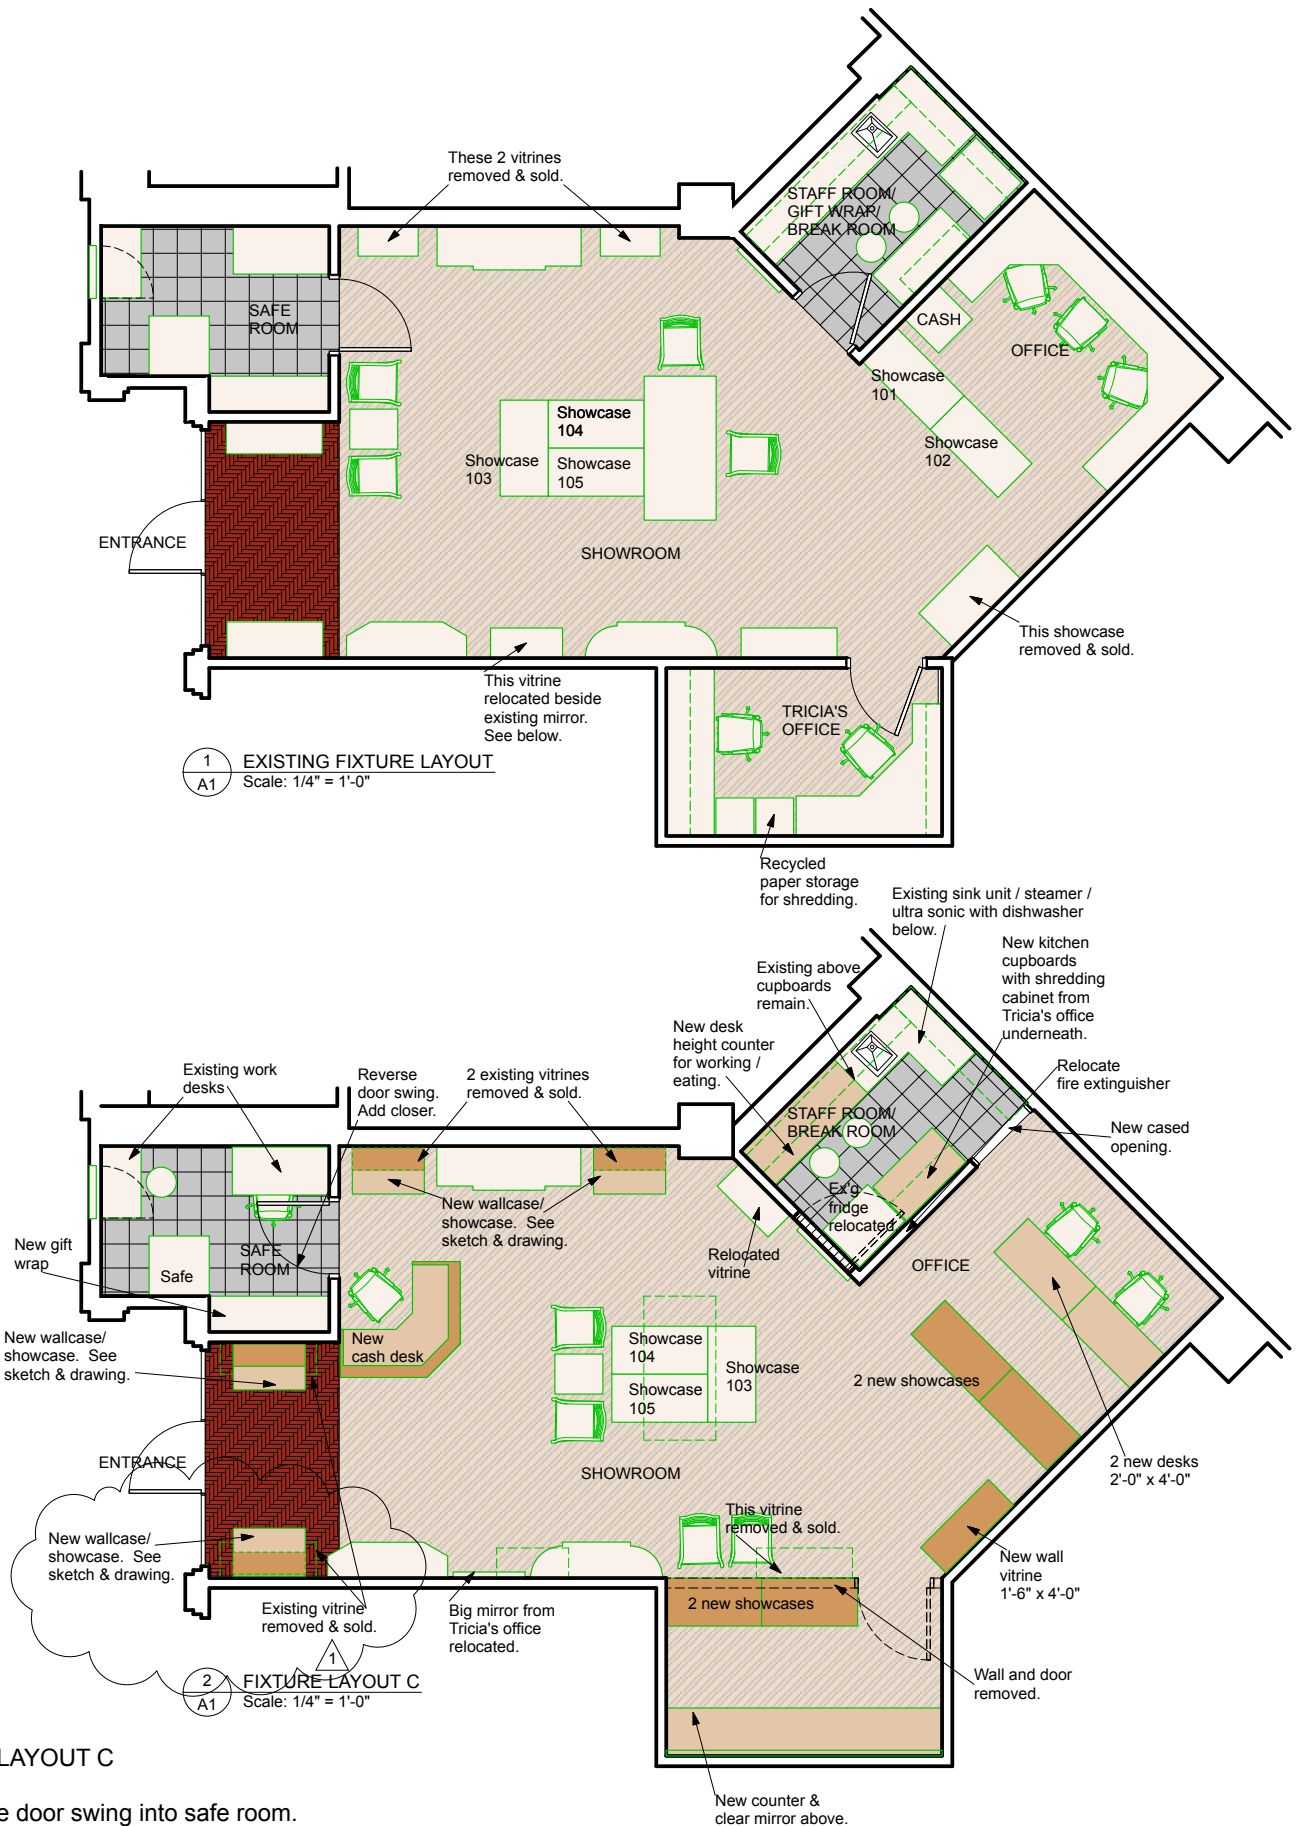 These 2 vitrines
removed & sold.
STAFF ROOM/
GIFT WRAP/
BREAK ROOM
SAFE
ROOM
CASH
OFFICE
Showcase
101
Showcase
102
Showcase
104
Showcase
103
Showcase
105
ENTRANCE
SHOWROOM
This showcase
removed & sold.
This vitrine
relocated beside
existing mirror.
See below.
TRICIA'S
OFFICE
1
A1
EXISTING FIXTURE LAYOUT
Scale: 1/4" = 1'-0"
Recycled
paper storage
for shredding.
Existing sink unit / steamer /
ultra sonic with dishwasher
below.
New kitchen
cupboards
with shredding
cabinet from
Tricia's office
underneath.
Existing above
cupboards
remain.
New desk
height counter
for working /
eating.
Relocate
fire extinguisher
New cased
opening.
Existing work
desks
Reverse
door swing.
Add closer.
2 existing vitrines
removed & sold.
STAFF ROOM/
BREAK ROOM
Ex'g
fridge
relocated
New wallcase/
showcase. See
sketch & drawing.
Relocated
vitrine
OFFICE
New gift
wrap
SAFE
ROOM
Safe
New wallcase/
showcase. See
sketch & drawing.
New
cash desk
Showcase
104
Showcase
103
Showcase
105
2 new showcases
2 new desks
2'-0" x 4'-0"
ENTRANCE
SHOWROOM
This vitrine
removed & sold.
New wallcase/
showcase. See
sketch & drawing.
New wall
vitrine
1'-6" x 4'-0"
Existing vitrine
removed & sold.
Big mirror from
Tricia's office
relocated.
2 new showcases
1
2
A1
FIXTURE LAYOUT C
Scale: 1/4" = 1'-0"
Wall and door
removed.
LAYOUT C
New counter &
clear mirror above.
e door swing into safe room.